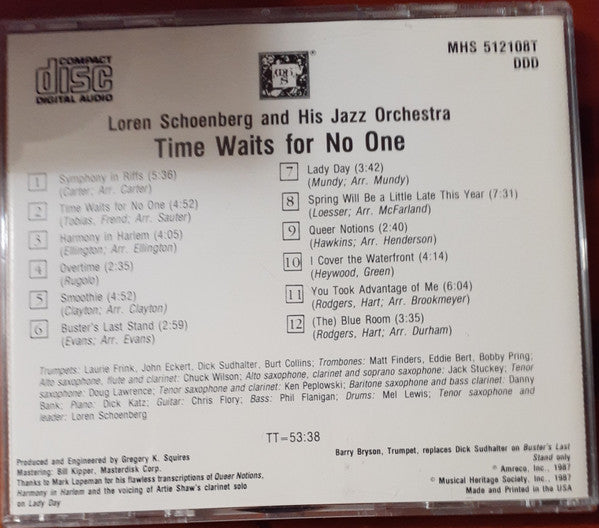 COMPACT
disc
DIGITAL AUDIO
MHS
®
MHS 512108T
DDD
Loren Schoenberg and His Jazz Orchestra
Time Waits for No One
1 Symphony in Riffs (5:36)
(Carter; Arr. Carter)
2 Time Waits for No One (4:52)
(Tobias, Frend; Arr. Sauter)
3 Harmony in Harlem (4:05)
(Ellington; Arr. Ellington)
4 Overtime (2:35)
(Rugolo)
5 Smoothie (4:52)
(Clayton; Arr. Clayton)
6 Buster's Last Stand (2:59)
(Evans; Arr. Evans)
7 Lady Day (3:42)
(Mundy; Arr. Mundy)
8 Spring Will Be a Little Late This Year (7:31)
(Loesser; Arr. McFarland)
9 Queer Notions (2:40)
(Hawkins; Arr. Henderson)
10 I Cover the Waterfront (4:14)
(Heywood, Green)
11 You Took Advantage of Me (6:04)
(Rodgers, Hart; Arr. Brookmeyer)
12 (The) Blue Room (3:35)
(Rodgers, Hart; Arr. Durham)
Trumpets: Laurie Frink, John Eckert, Dick Sudhalter, Burt Collins; Trombones: Matt Finders, Eddie Bert, Bobby Pring;
Alto saxophone, flute and clarinet: Chuck Wilson; Alto saxophone, clarinet and soprano saxophone: Jack Stuckey; Tenor
saxophone: Doug Lawrence; Tenor saxophone and clarinet: Ken Peplowski; Baritone saxophone and bass clarinet: Danny
Bank; Piano: Dick Katz; Guitar: Chris Flory; Bass: Phil Flanigan; Drums: Mel Lewis; Tenor saxophone and
leader: Loren Schoenberg
TT=53:38
Produced and Engineered by Gregory K. Squires
Mastering: Bill Kipper, Masterdisk Corp.
Thanks to Mark Lopeman for his flawless transcriptions of Queer Notions,
Harmony in Harlem and the voicing of Artie Shaw's clarinet solo
on Lady Day
Barry Bryson, Trumpet, replaces Dick Sudhalter on Buster's Last
Stand only
℗ Amreco, Inc., 1987
© Musical Heritage Society, Inc., 1987
Made and Printed in the USA